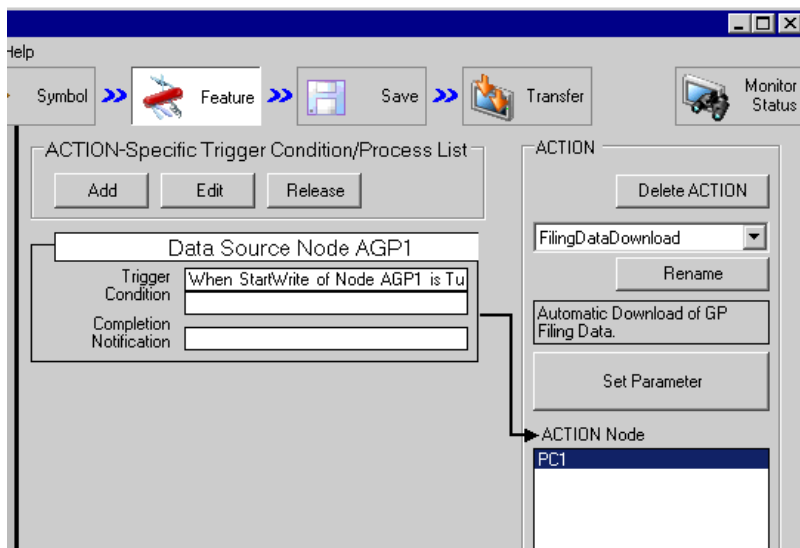 Help
Symbol
Feature
Save
Transfer
Monitor
Status
ACTION-Specific Trigger Condition/Process List
Add
Edit
Release
Data Source Node AGP1
Trigger
Condition
When StartWrite of Node AGP1 is Tu
Completion
Notification
ACTION
Delete ACTION
FilingDataDownload
Rename
Automatic Download of GP
Filing Data.
Set Parameter
ACTION Node
PC1